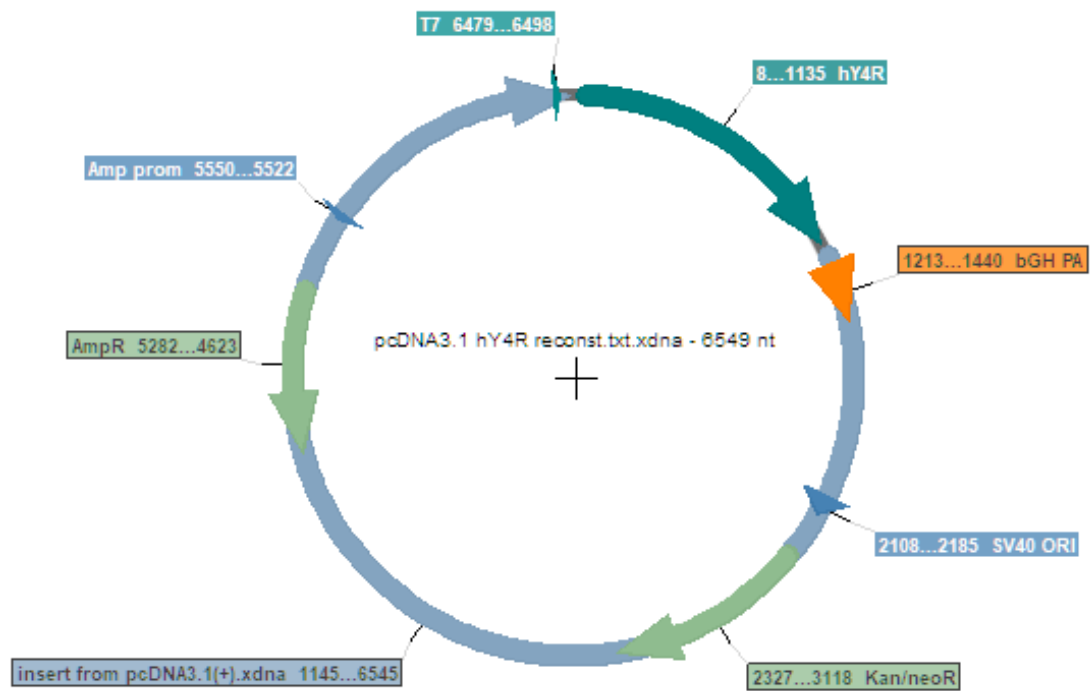 T7 6479...6498
8...1135 hY4R
Amp prom 5550...5522
1213...1440 bGH PA
pcDNA3.1 hY4R reconst.txt.xdna - 6549 nt
AmpR 5282...4623
2108...2185 SV40 ORI
insert from pcDNA3.1(+).xdna 1145...6545
2327...3118 Kan/neoR